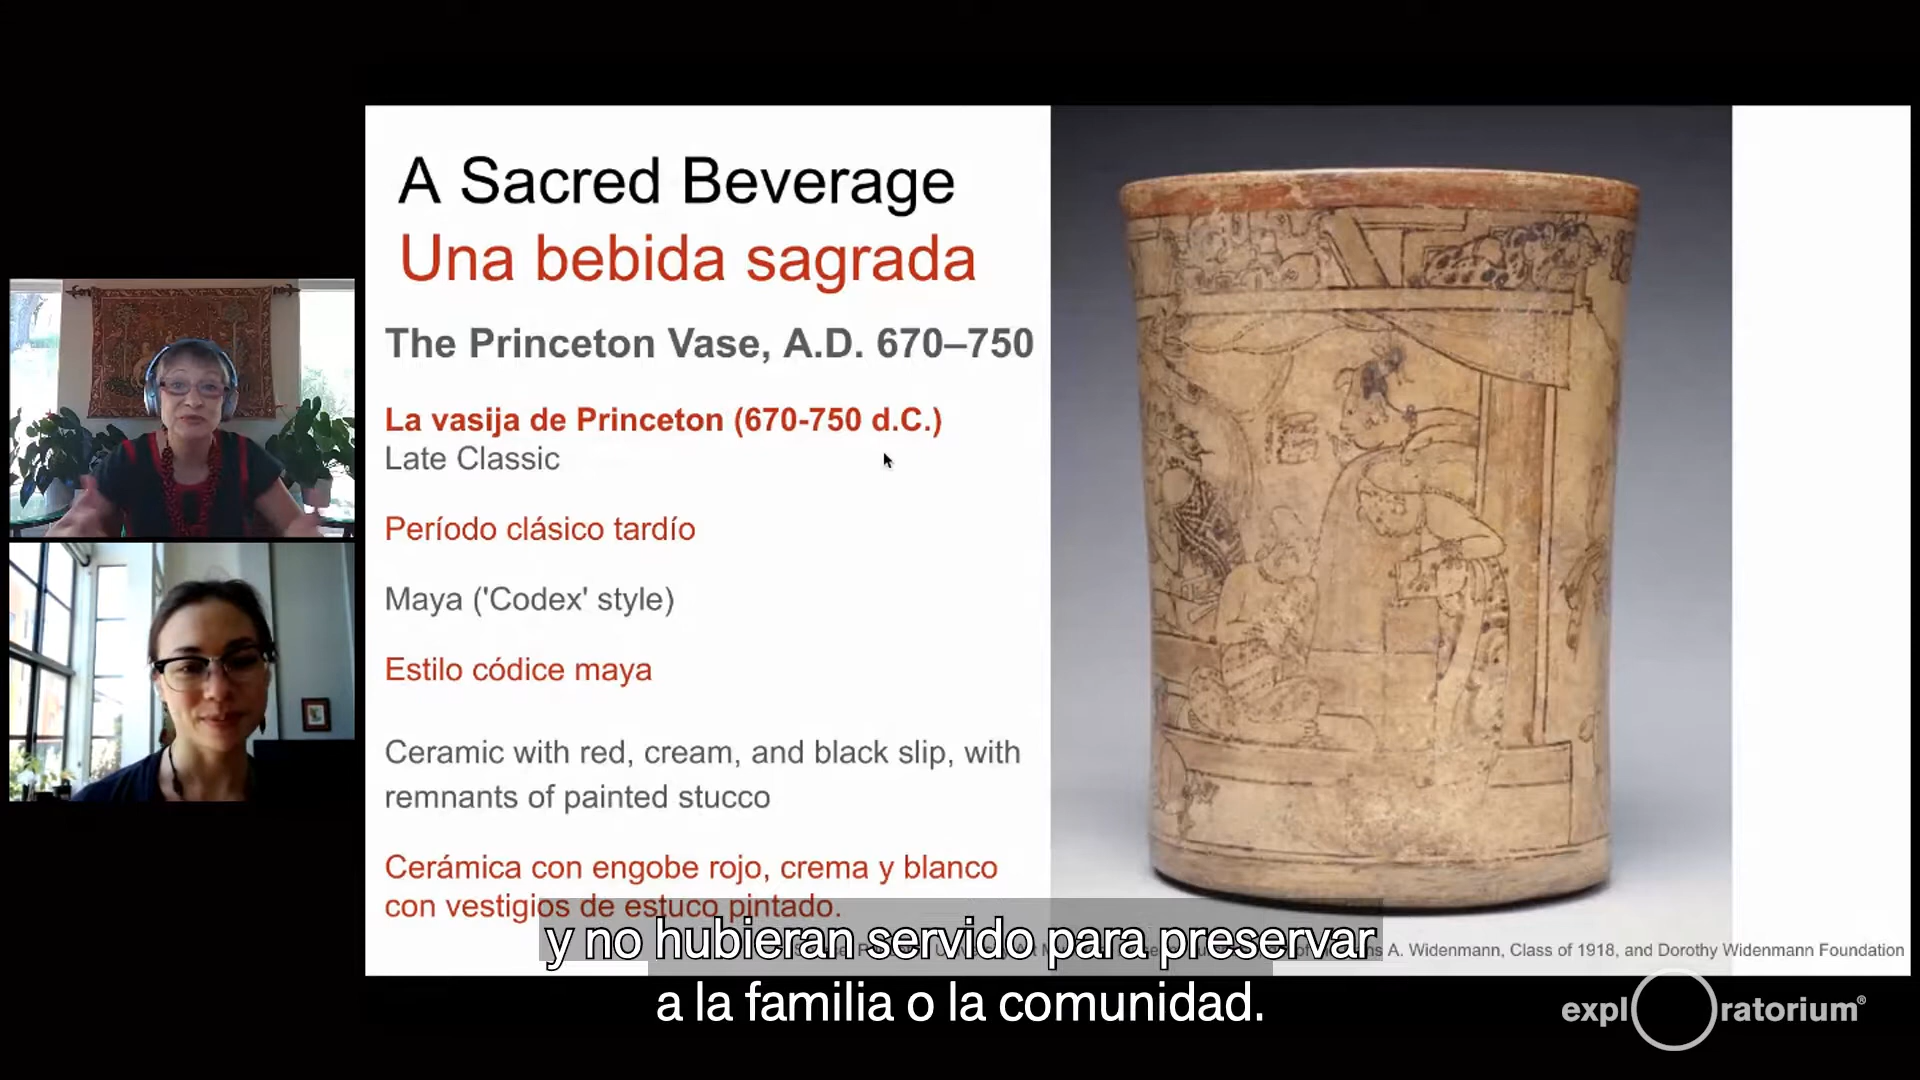 A Sacred Beverage
Una bebida sagrada
The Princeton Vase, A.D. 670–750
La vasija de Princeton (670-750 d.C.)
Late Classic
Período clásico tardío
Maya ('Codex' style)
Estilo códice maya
Ceramic with red, cream, and black slip, with
remnants of painted stucco
Cerámica con engobe rojo, crema y blanco
con vestigios de estuco pintado.
A. Widenmann, Class of 1918, and Dorothy Widenmann Foundation
y no hubieran servido para preservar
a la familia o la comunidad.
expl ratorium®